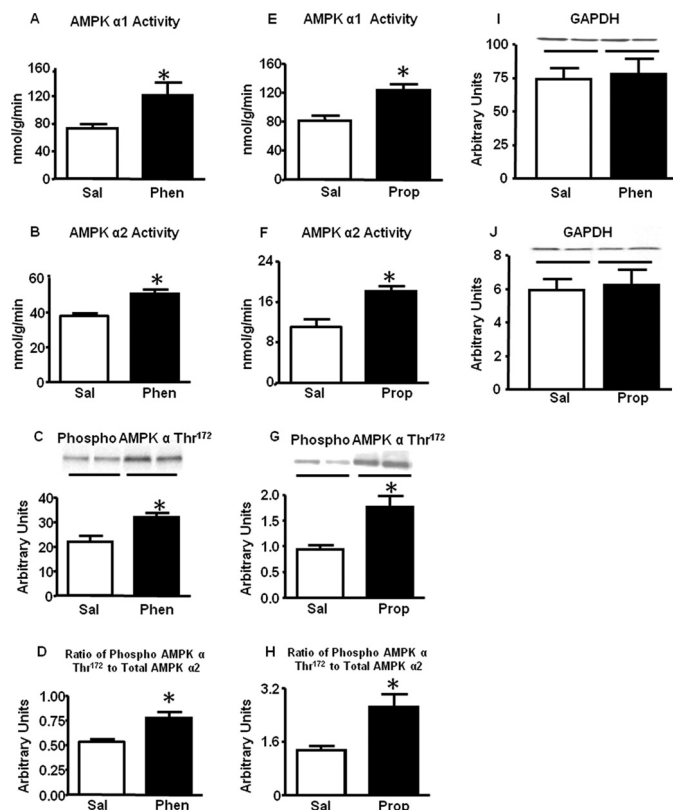 A
AMPK α1 Activity
160
120
80
40
0
nmol/g/min
*
Sal
Phen
E
AMPK α1 Activity
160
120
80
40
0
nmol/g/min
*
Sal
Prop
I
GAPDH
100
75
50
25
0
Arbitrary Units
Sal
Phen
B
AMPK α2 Activity
60
40
40
0
nmol/g/min
*
Sal
Phen
F
AMPK α2 Activity
24
16
8
0
nmol/g/min
*
Sal
Prop
J
GAPDH
8
6
4
2
0
Arbitrary Units
Sal
Prop
C
Phospho AMPK α Thr¹⁷²
40
30
20
10
0
Arbitrary Units
*
Sal
Phen
G
Phospho AMPK α Thr¹⁷²
2.0
1.5
1.0
0.5
0.0
Arbitrary Units
*
Sal
Prop
D
Ratio of Phospho AMPK α
Thr¹⁷² to Total AMPK α2
1.00
0.75
0.50
0.25
0.00
Arbitrary Units
*
Sal
Phen
H
Ratio of Phospho AMPK α
Thr¹⁷² to Total AMPK α2
3.2
1.6
0
Arbitrary Units
*
Sal
Prop